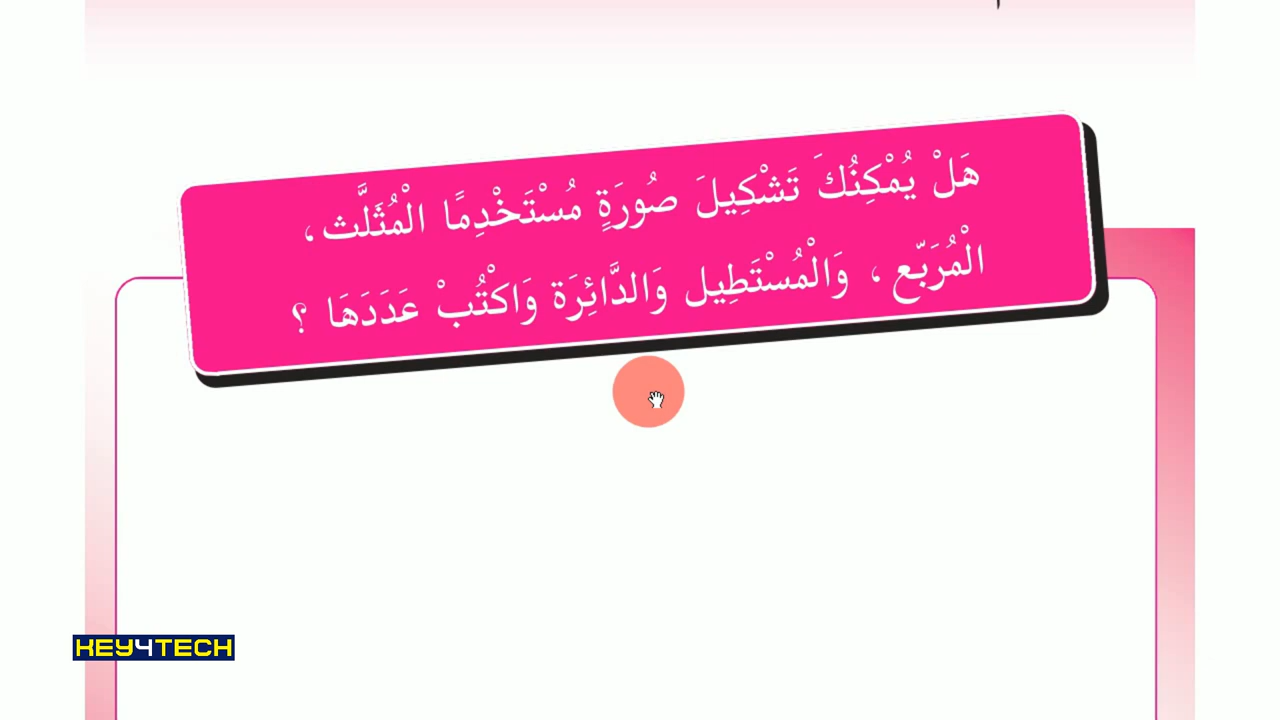 هَلْ يُمْكِنُكَ تَشْكِيلَ صُورَةٍ مُسْتَخْدِمًا الْمُثَلَّث،
الْمُرَبّع ، وَالْمُسْتَطِيل وَالدَّائِرَة وَاكْتُبْ عَدَدَهَا ؟
KEY4TECH